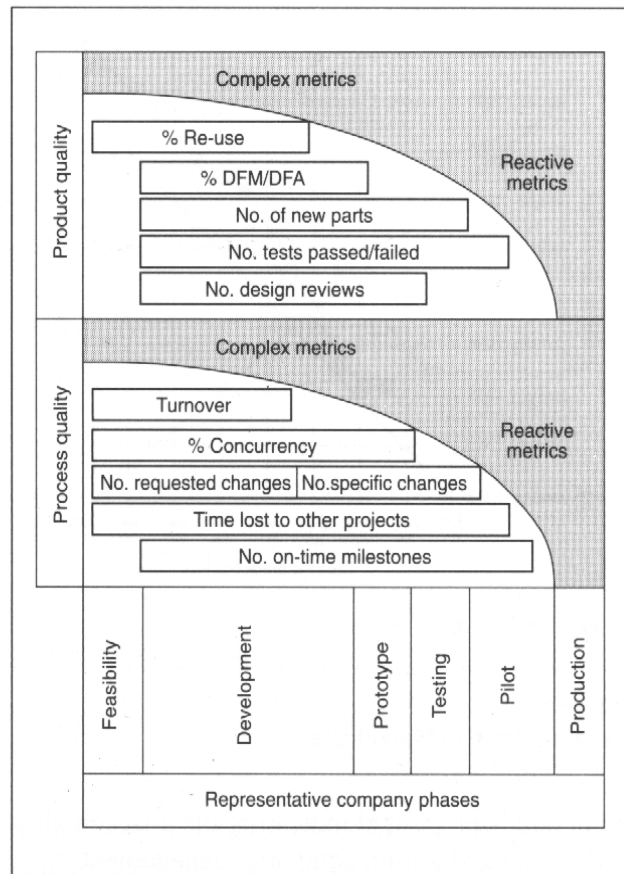 Product quality
Complex metrics
% Re-use
% DFM/DFA
Reactive
metrics
No. of new parts
No. tests passed/failed
No. design reviews
Process quality
Complex metrics
Turnover
% Concurrency
Reactive
metrics
No. requested changes
No.specific changes
Time lost to other projects
No. on-time milestones
Feasibility
Development
Prototype
Testing
Pilot
Production
Representative company phases